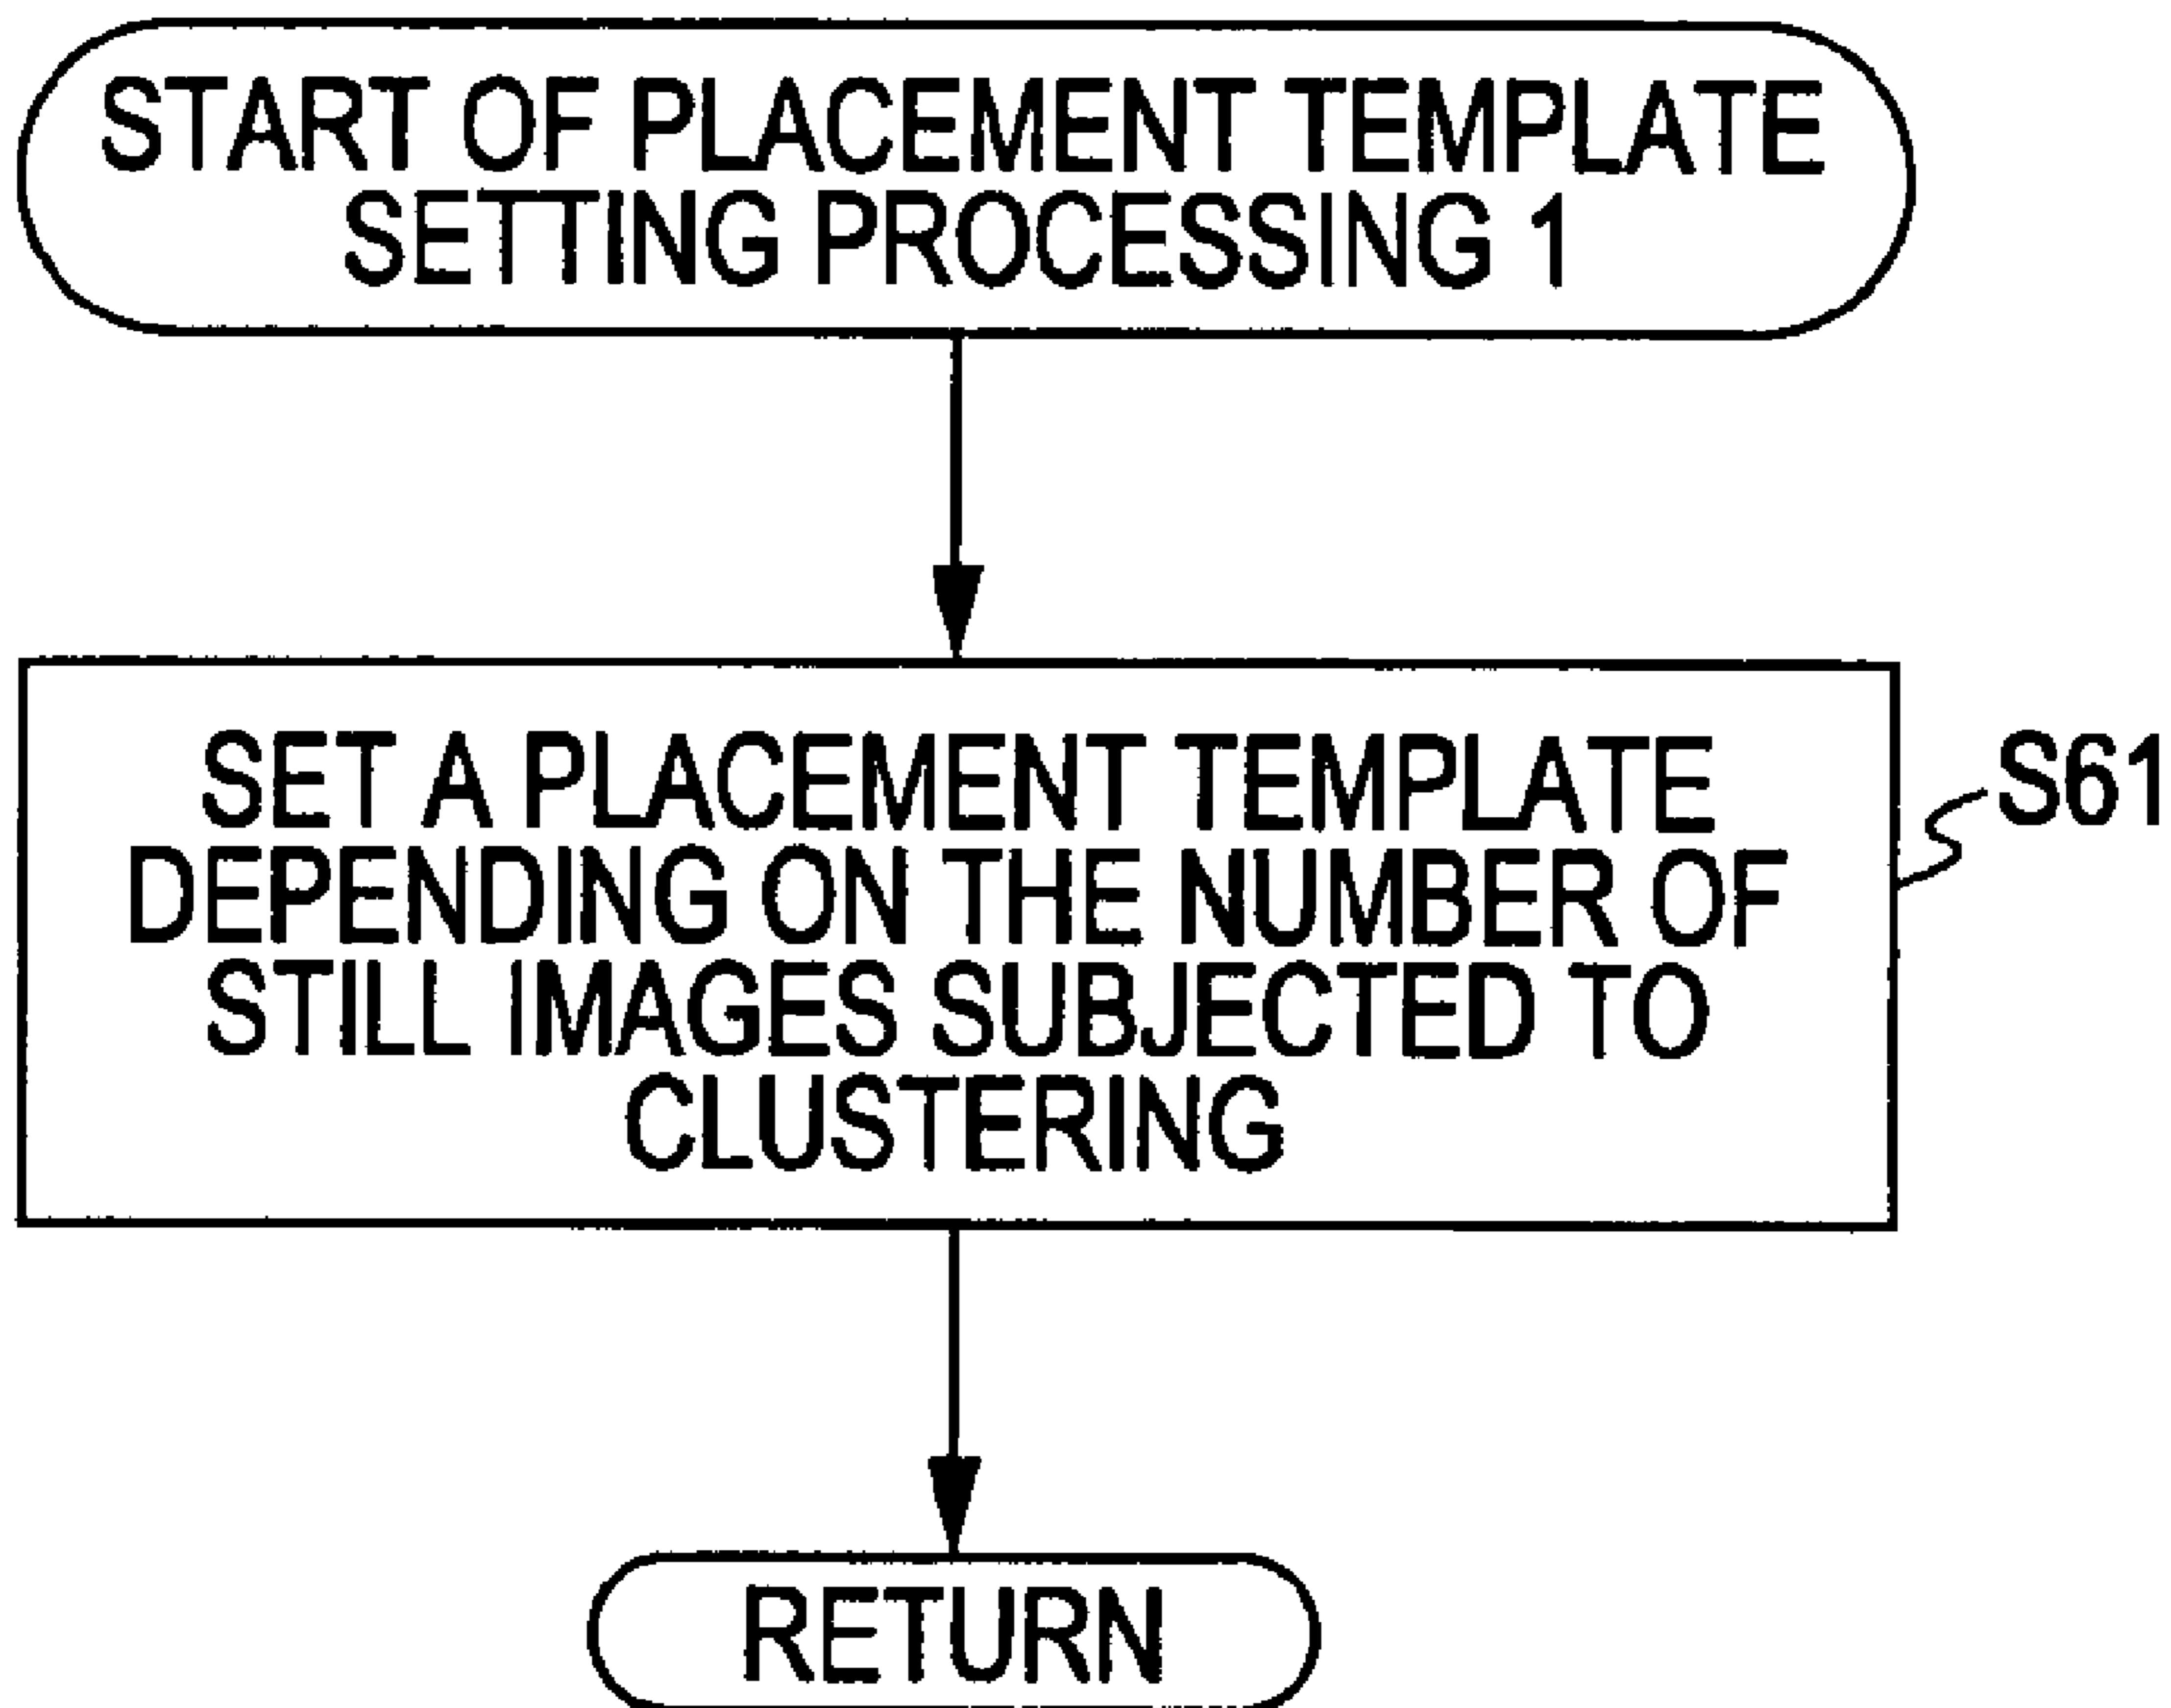 START OF PLACEMENT TEMPLATE
SETTING PROCESSING 1
SET A PLACEMENT TEMPLATE
DEPENDING ON THE NUMBER OF
STILL IMAGES SUBJECTED TO
CLUSTERING
S61
RETURN